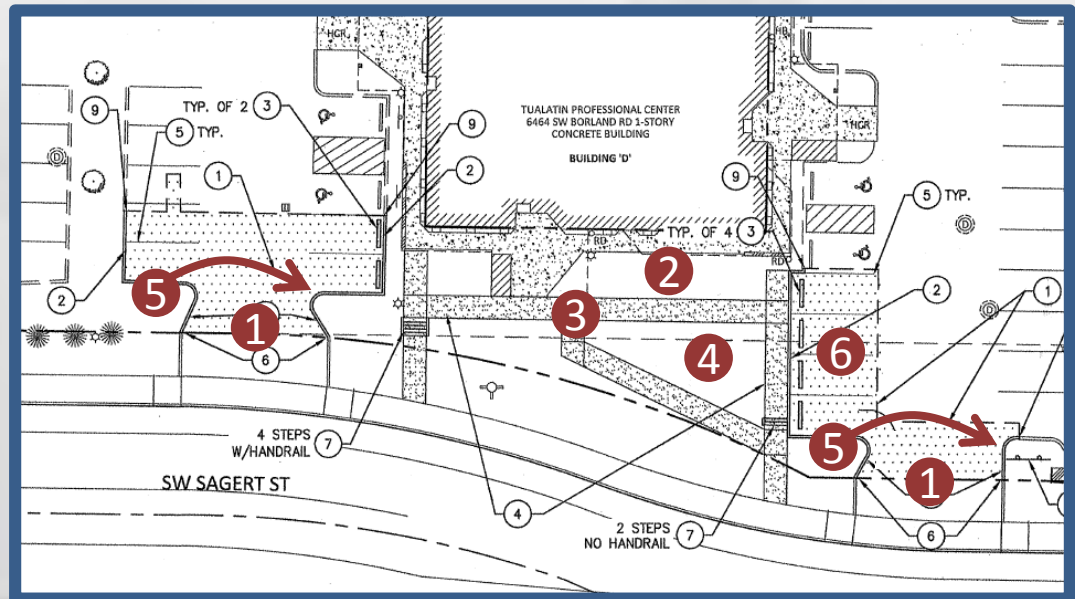 HCR
HB
TYP. OF 2 3
9
5 TYP.
D
1
9
2
TUALATIN PROFESSIONAL CENTER
6464 SW BORLAND RD 1-STORY
CONCRETE BUILDING
BUILDING 'D'
HCR
9
5 TYP.
D
RD
TYP. OF 4 3
RD
2
5
2
1
6
3
4
2
6
D
1
5
1
6
4 STEPS
W/HANDRAIL 7
SW SAGERT ST
4
2 STEPS
NO HANDRAIL 7